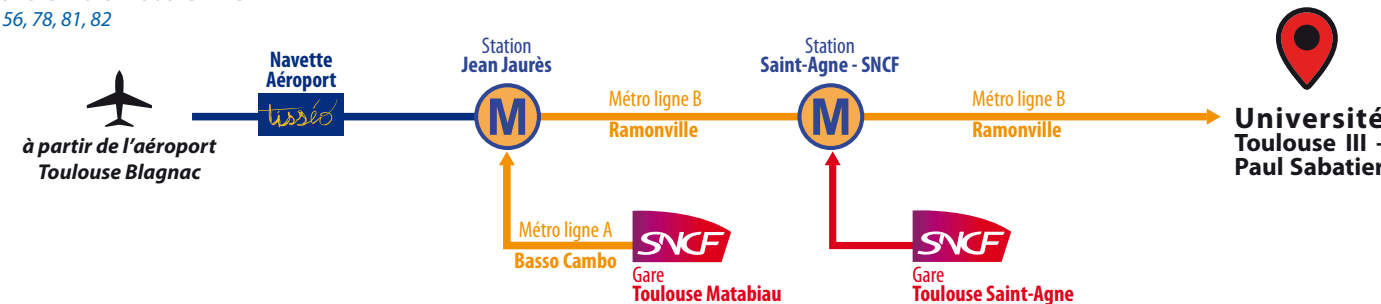 56, 78, 81, 82
Navette
Aéroport
tisséo
Station
Jean Jaurès
M
Métro ligne B
Ramonville
Station
Saint-Agne - SNCF
M
Métro ligne B
Ramonville
Université
Toulouse III -
Paul Sabatier
à partir de l'aéroport
Toulouse Blagnac
Métro ligne A
Basso Cambo
SNCF
Gare
Toulouse Matabiau
SNCF
Gare
Toulouse Saint-Agne